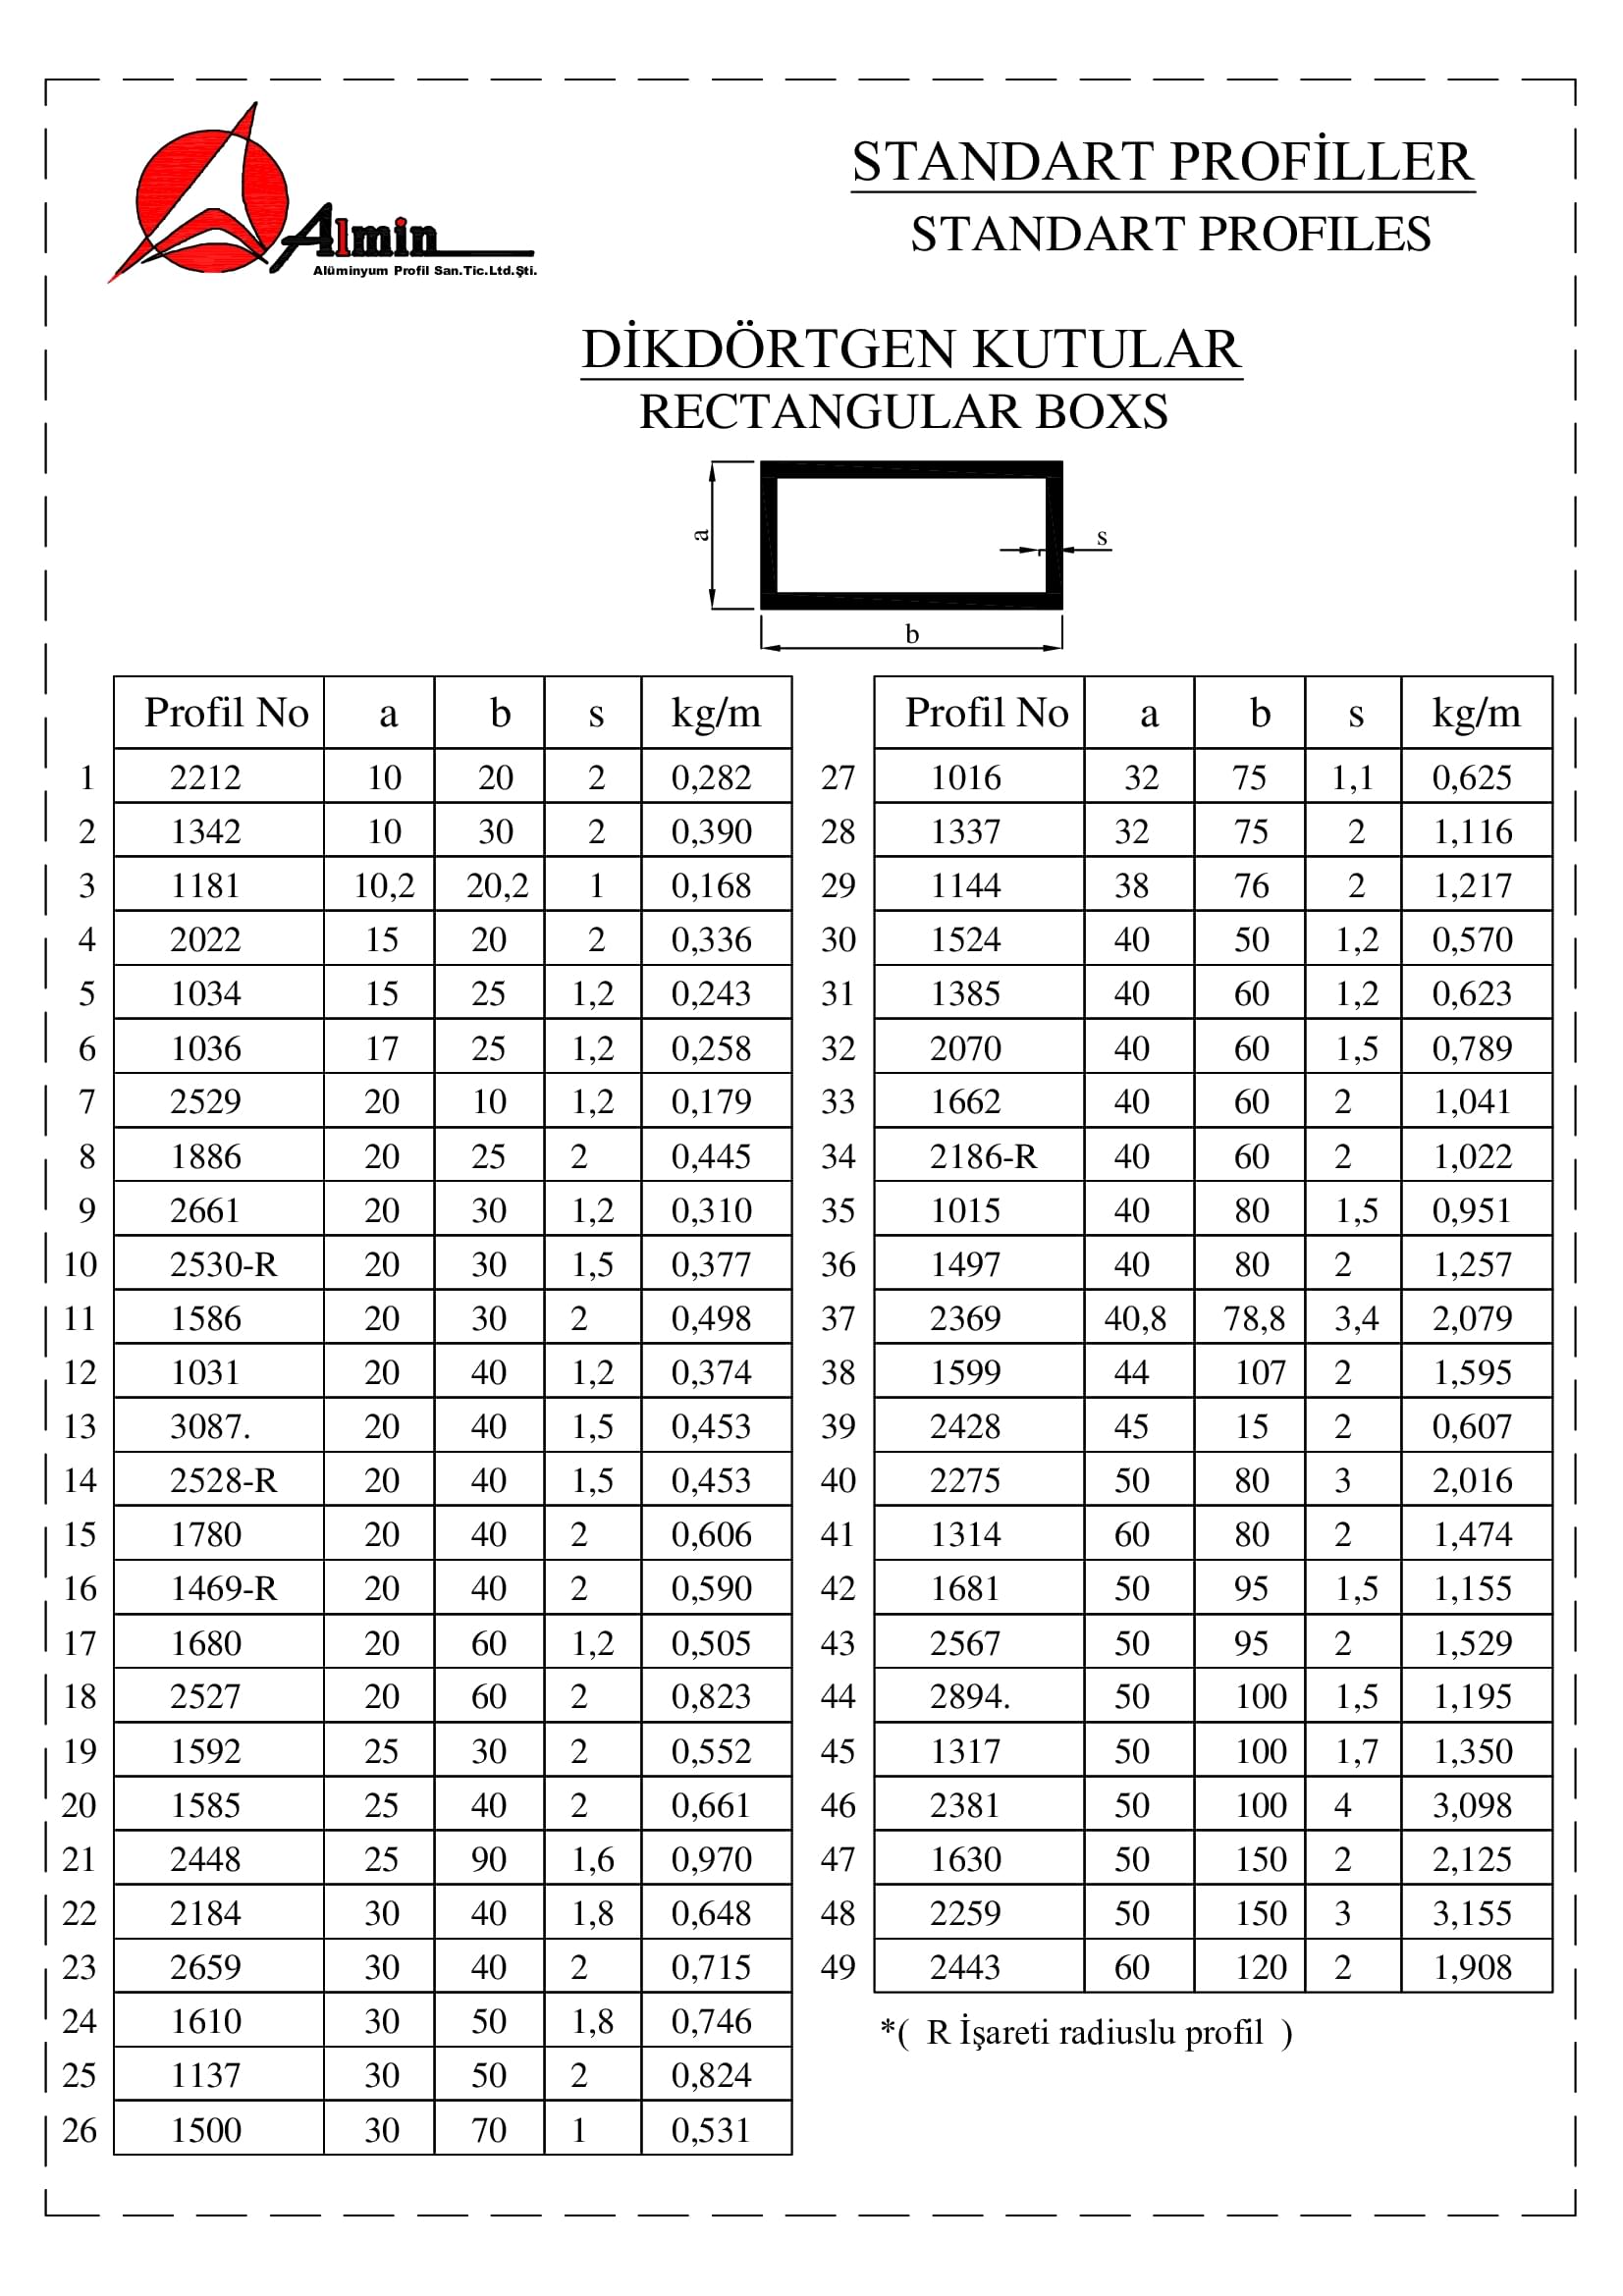 Almin
Alüminyum Profil San.Tic.Ltd.Şti.
STANDART PROFİLLER
STANDART PROFILES
DİKDÖRTGEN KUTULAR
RECTANGULAR BOXS
a
s
b
Profil No a b s kg/m
1 2212 10 20 2 0,282
2 1342 10 30 2 0,390
3 1181 10,2 20,2 1 0,168
4 2022 15 20 2 0,336
5 1034 15 25 1,2 0,243
6 1036 17 25 1,2 0,258
7 2529 20 10 1,2 0,179
8 1886 20 25 2 0,445
9 2661 20 30 1,2 0,310
10 2530-R 20 30 1,5 0,377
11 1586 20 30 2 0,498
12 1031 20 40 1,2 0,374
13 3087. 20 40 1,5 0,453
14 2528-R 20 40 1,5 0,453
15 1780 20 40 2 0,606
16 1469-R 20 40 2 0,590
17 1680 20 60 1,2 0,505
18 2527 20 60 2 0,823
19 1592 25 30 2 0,552
20 1585 25 40 2 0,661
21 2448 25 90 1,6 0,970
22 2184 30 40 1,8 0,648
23 2659 30 40 2 0,715
24 1610 30 50 1,8 0,746
25 1137 30 50 2 0,824
26 1500 30 70 1 0,531
Profil No a b s kg/m
27 1016 32 75 1,1 0,625
28 1337 32 75 2 1,116
29 1144 38 76 2 1,217
30 1524 40 50 1,2 0,570
31 1385 40 60 1,2 0,623
32 2070 40 60 1,5 0,789
33 1662 40 60 2 1,041
34 2186-R 40 60 2 1,022
35 1015 40 80 1,5 0,951
36 1497 40 80 2 1,257
37 2369 40,8 78,8 3,4 2,079
38 1599 44 107 2 1,595
39 2428 45 15 2 0,607
40 2275 50 80 3 2,016
41 1314 60 80 2 1,474
42 1681 50 95 1,5 1,155
43 2567 50 95 2 1,529
44 2894. 50 100 1,5 1,195
45 1317 50 100 1,7 1,350
46 2381 50 100 4 3,098
47 1630 50 150 2 2,125
48 2259 50 150 3 3,155
49 2443 60 120 2 1,908
*( R İşareti radiuslu profil )